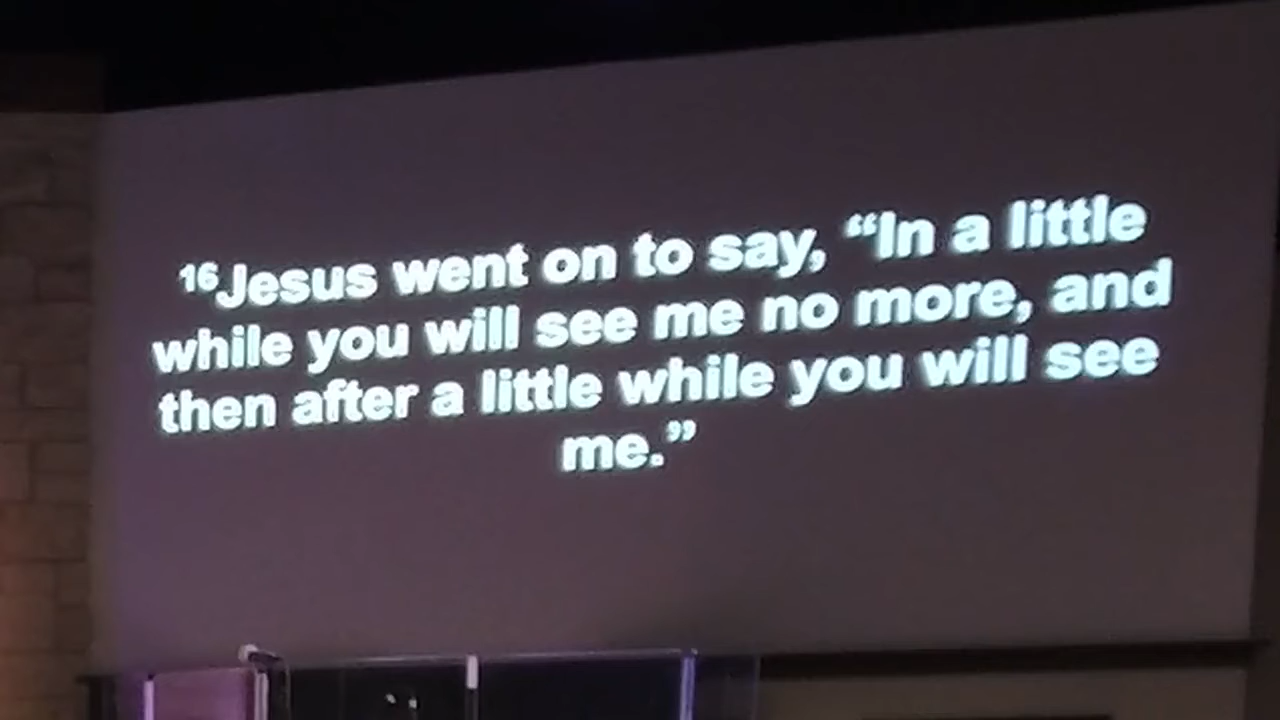 ¹⁶Jesus went on to say, “In a little
while you will see me no more, and
then after a little while you will see
me.”